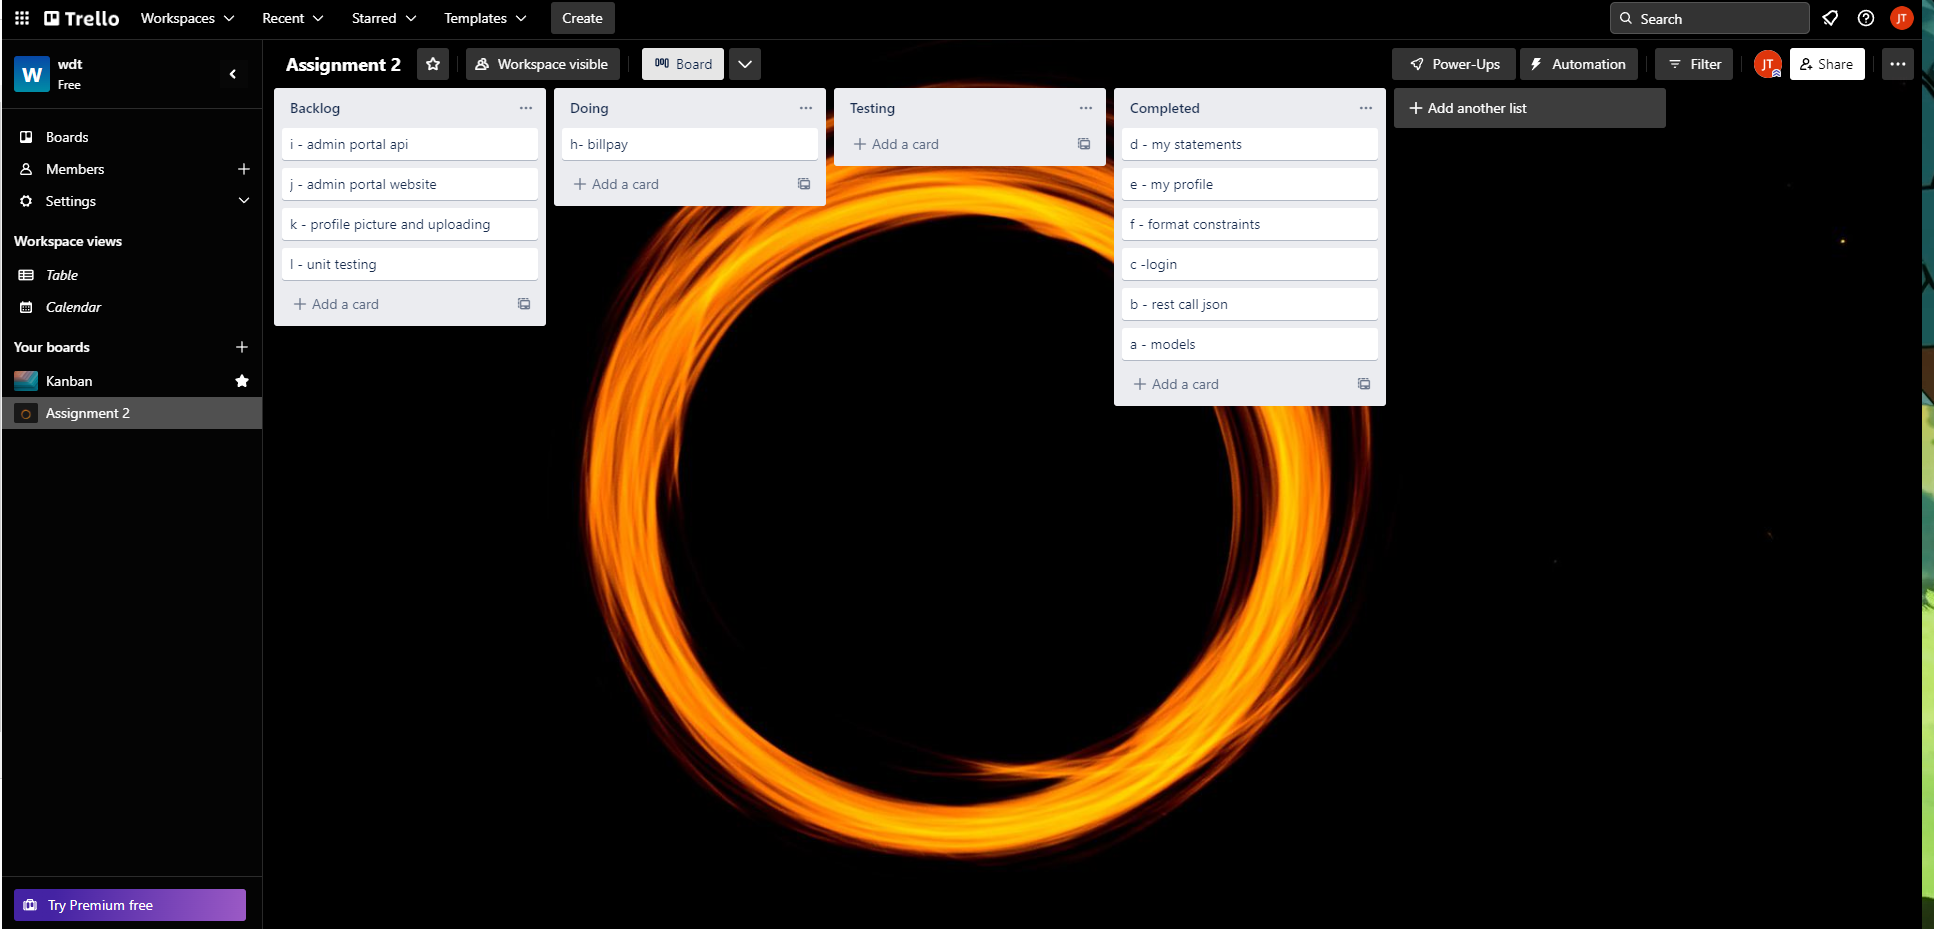 Trello Workspaces Recent Starred Templates Create Search JT
W wdt
Free
Boards
Members
Settings
Workspace views
Table
Calendar
Your boards
Kanban
Assignment 2
Try Premium free
Assignment 2 Workspace visible Board Power-Ups Automation Filter JT Share
Backlog
i - admin portal api
j - admin portal website
k - profile picture and uploading
l - unit testing
Add a card
Doing
h- billpay
Add a card
Testing
Add a card
Completed
d - my statements
e - my profile
f - format constraints
c -login
b - rest call json
a - models
Add a card
Add another list